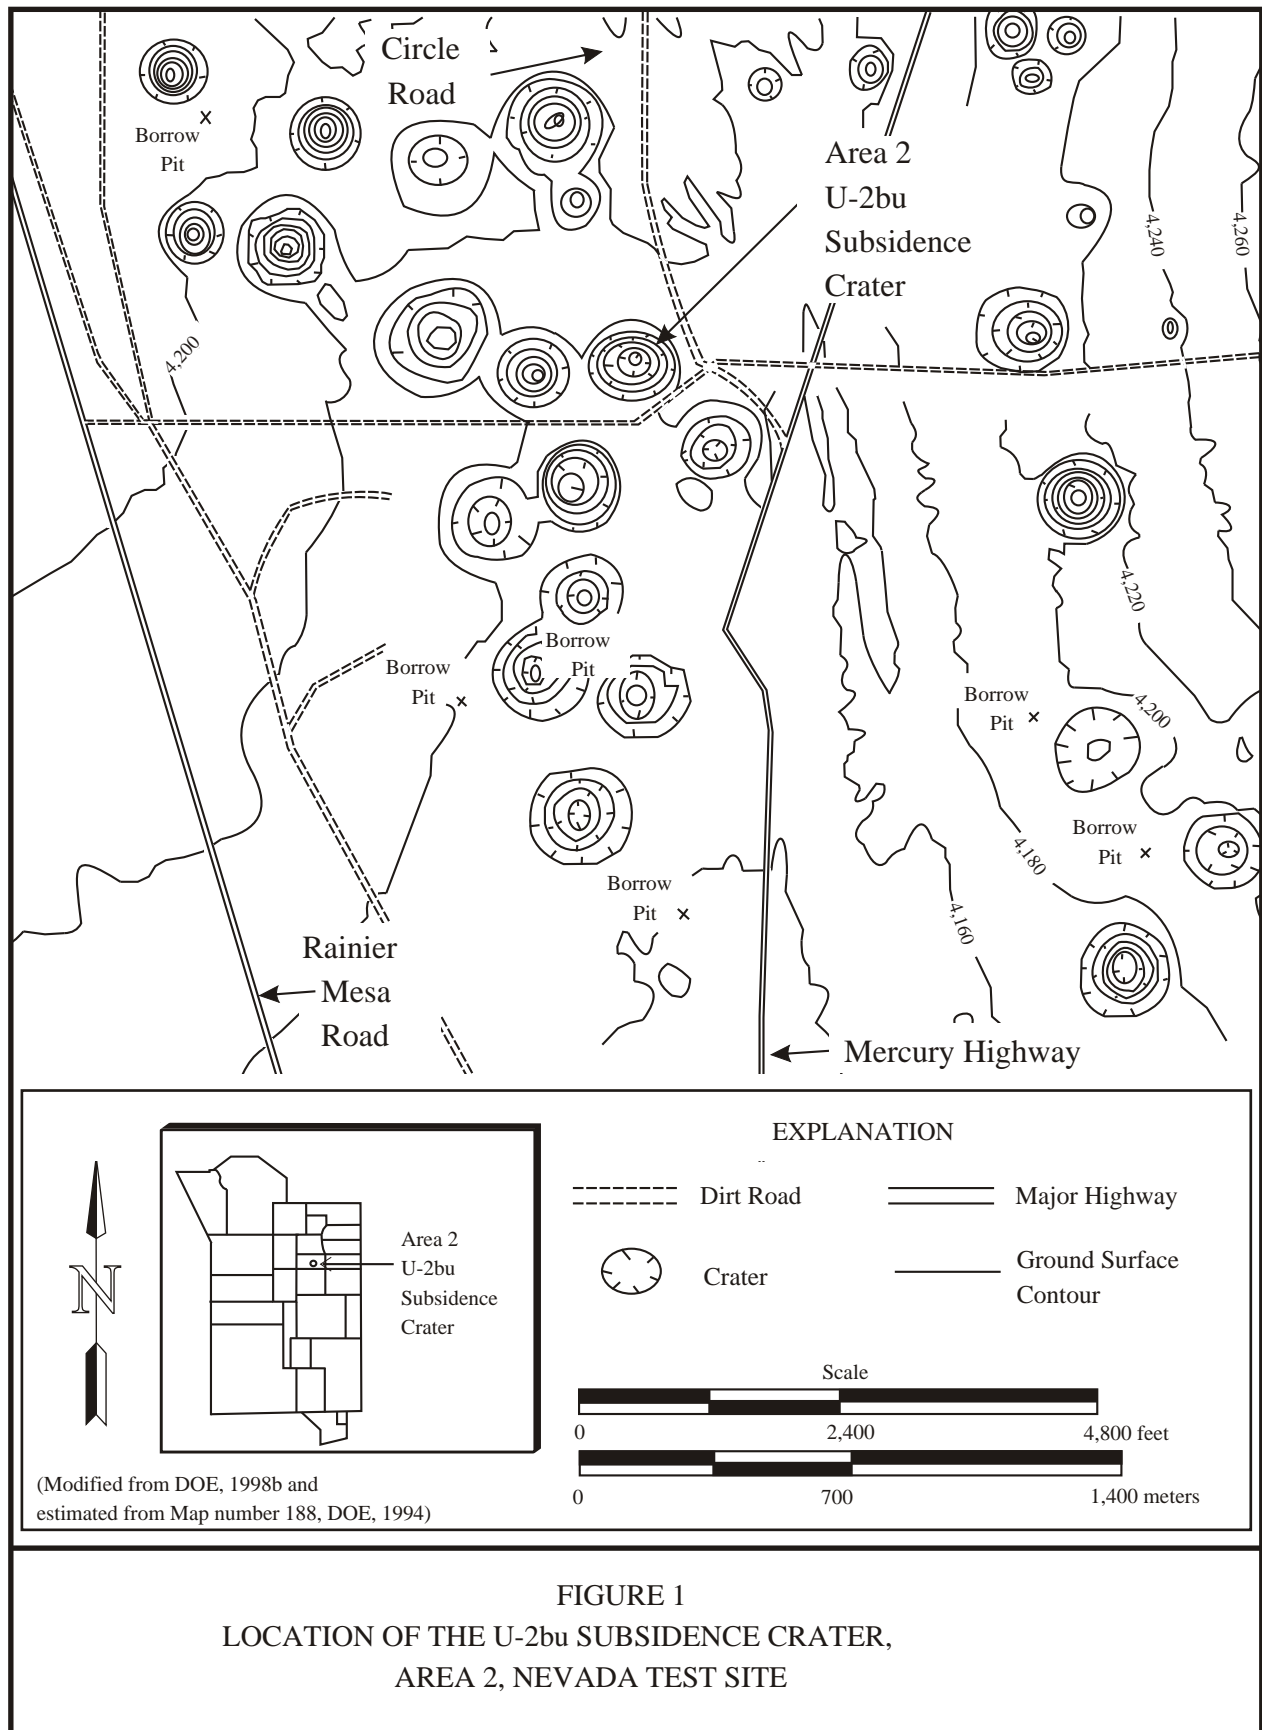 Circle
Road
Borrow
Pit
Area 2
U-2bu
Subsidence
Crater
4,240
4,260
4,200
4,220
Borrow
Pit
Borrow
Pit
Borrow
Pit
4,200
Borrow
Pit
4,180
Borrow
Pit
4,160
Rainier
Mesa
Road
Mercury Highway
EXPLANATION
Dirt Road
Major Highway
Crater
Ground Surface
Contour
N
Area 2
U-2bu
Subsidence
Crater
Scale
0 2,400 4,800 feet
0 700 1,400 meters
(Modified from DOE, 1998b and
estimated from Map number 188, DOE, 1994)
FIGURE 1
LOCATION OF THE U-2bu SUBSIDENCE CRATER,
AREA 2, NEVADA TEST SITE